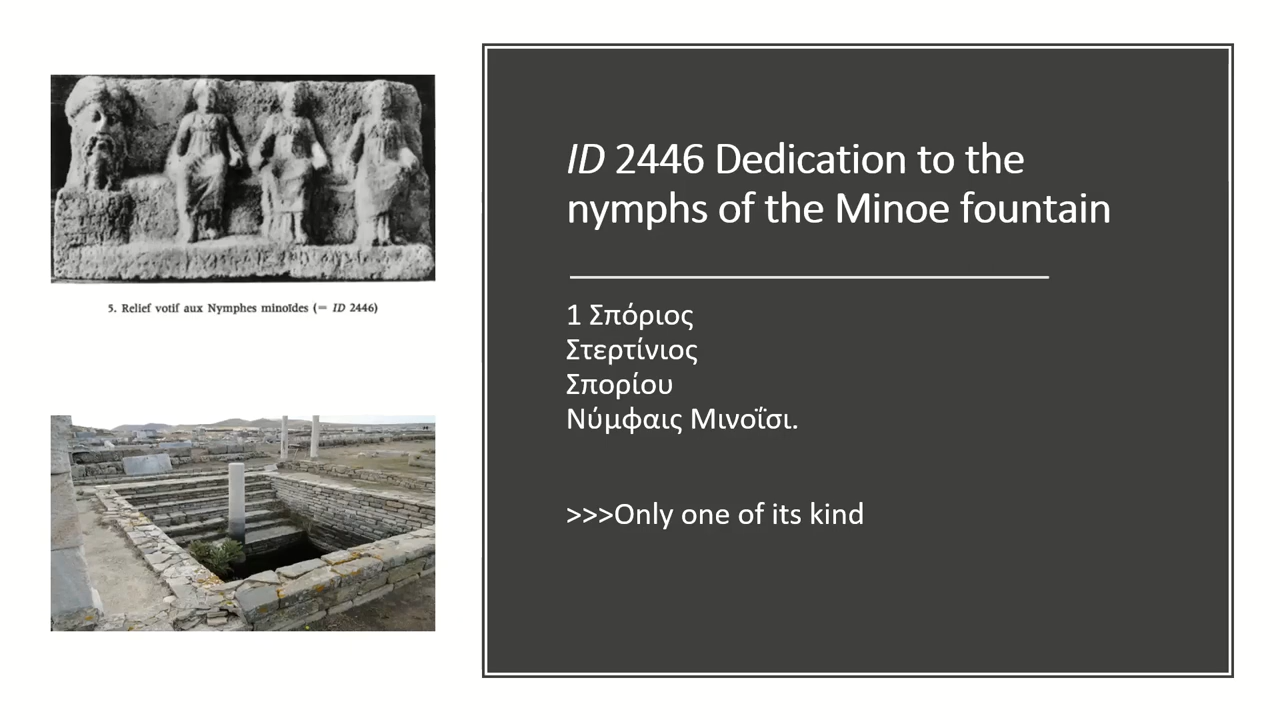 5. Relief votif aux Nymphes minoïdes (= ID 2446)
ID 2446 Dedication to the
nymphs of the Minoe fountain
1 Σπόριος
Στερτίνιος
Σπορίου
Νύμφαις Μινοΐσι.
>>>Only one of its kind